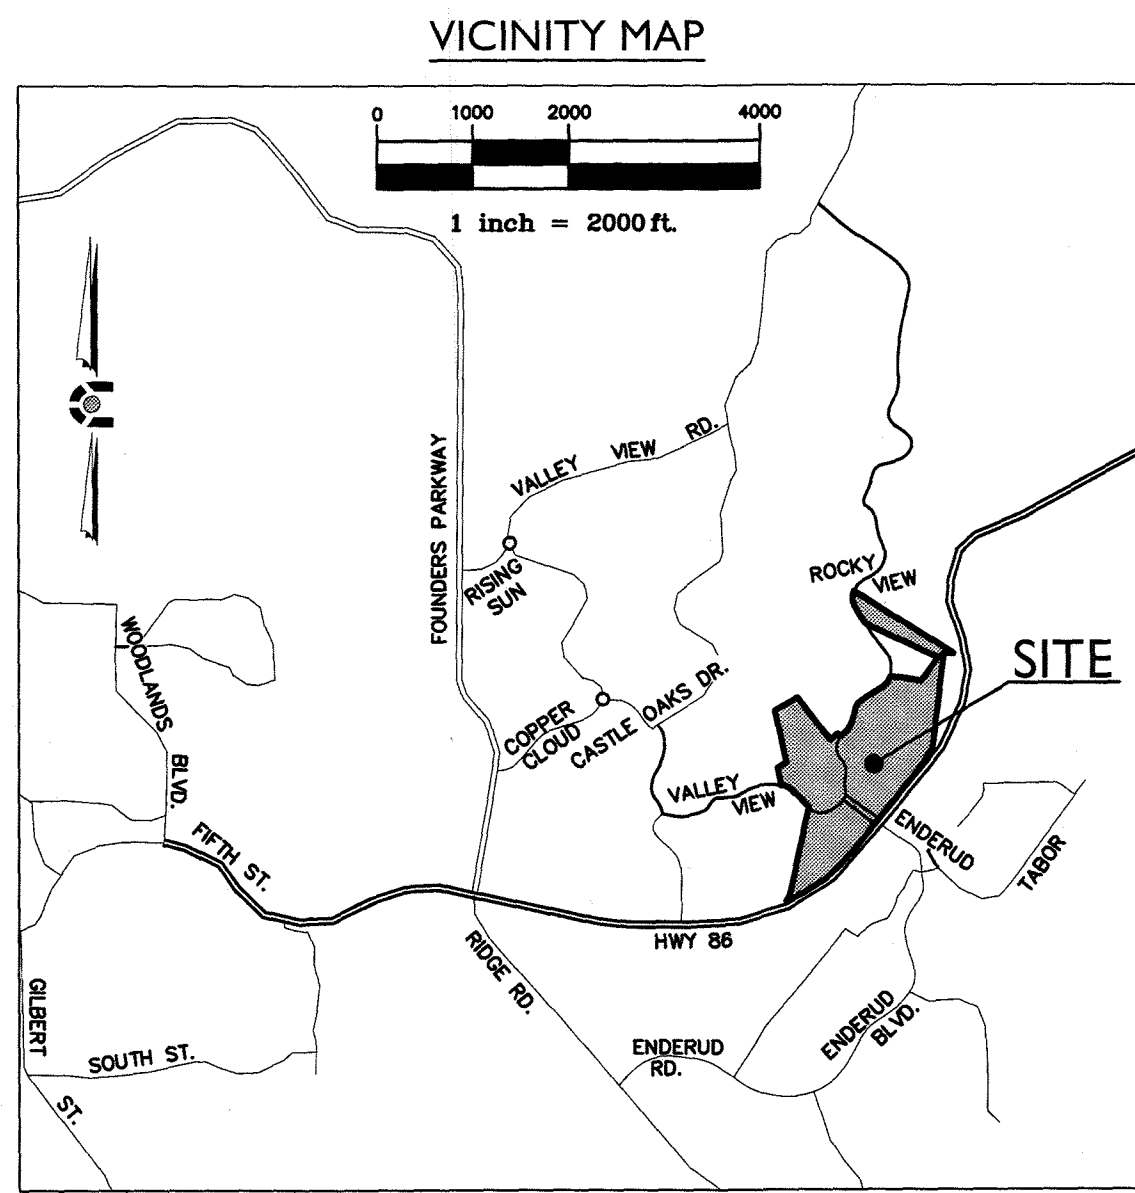 VICINITY MAP
0 1000 2000 4000
1 inch = 2000 ft.
FOUNDERS PARKWAY
VALLEY VIEW RD.
RISING
SUN
ROCKY VIEW
SITE
WOODLANDS BLVD.
COPPER
CLOUD
CASTLE OAKS DR.
VALLEY VIEW
FIFTH ST.
ENDERUD
TABOR
HWY 86
RIDGE RD.
GILBERT ST.
SOUTH ST.
ENDERUD
RD.
ENDERUD
BLVD.